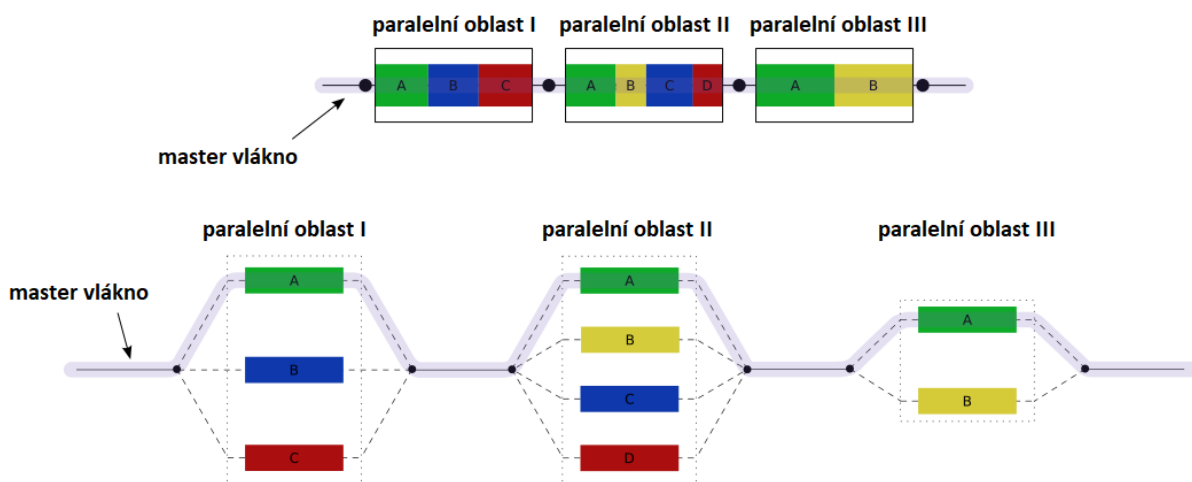 paralelní oblast I paralelní oblast II paralelní oblast III
A B C A B C D A B
master vlákno
paralelní oblast I paralelní oblast II paralelní oblast III
A A
master vlákno
B A
B C B
C D